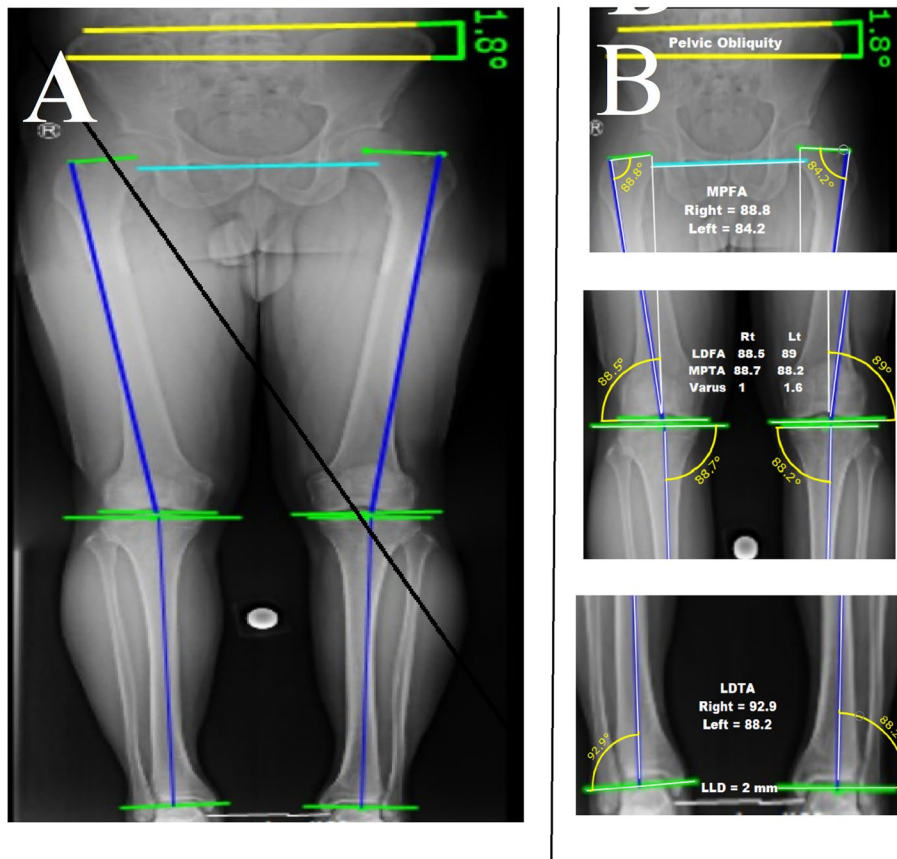 A
1.8°
R
B
Pelvic Obliquity
1.8°
R
88.8°
84.2°
MPFA
Right = 88.8
Left = 84.2
Rt Lt
LDFA 88.5 89
MPTA 88.7 88.2
Varus 1 1.6
88.5°
89°
88.7°
88.2°
LDTA
Right = 92.9
Left = 88.2
92.9°
88.2
LLD = 2 mm